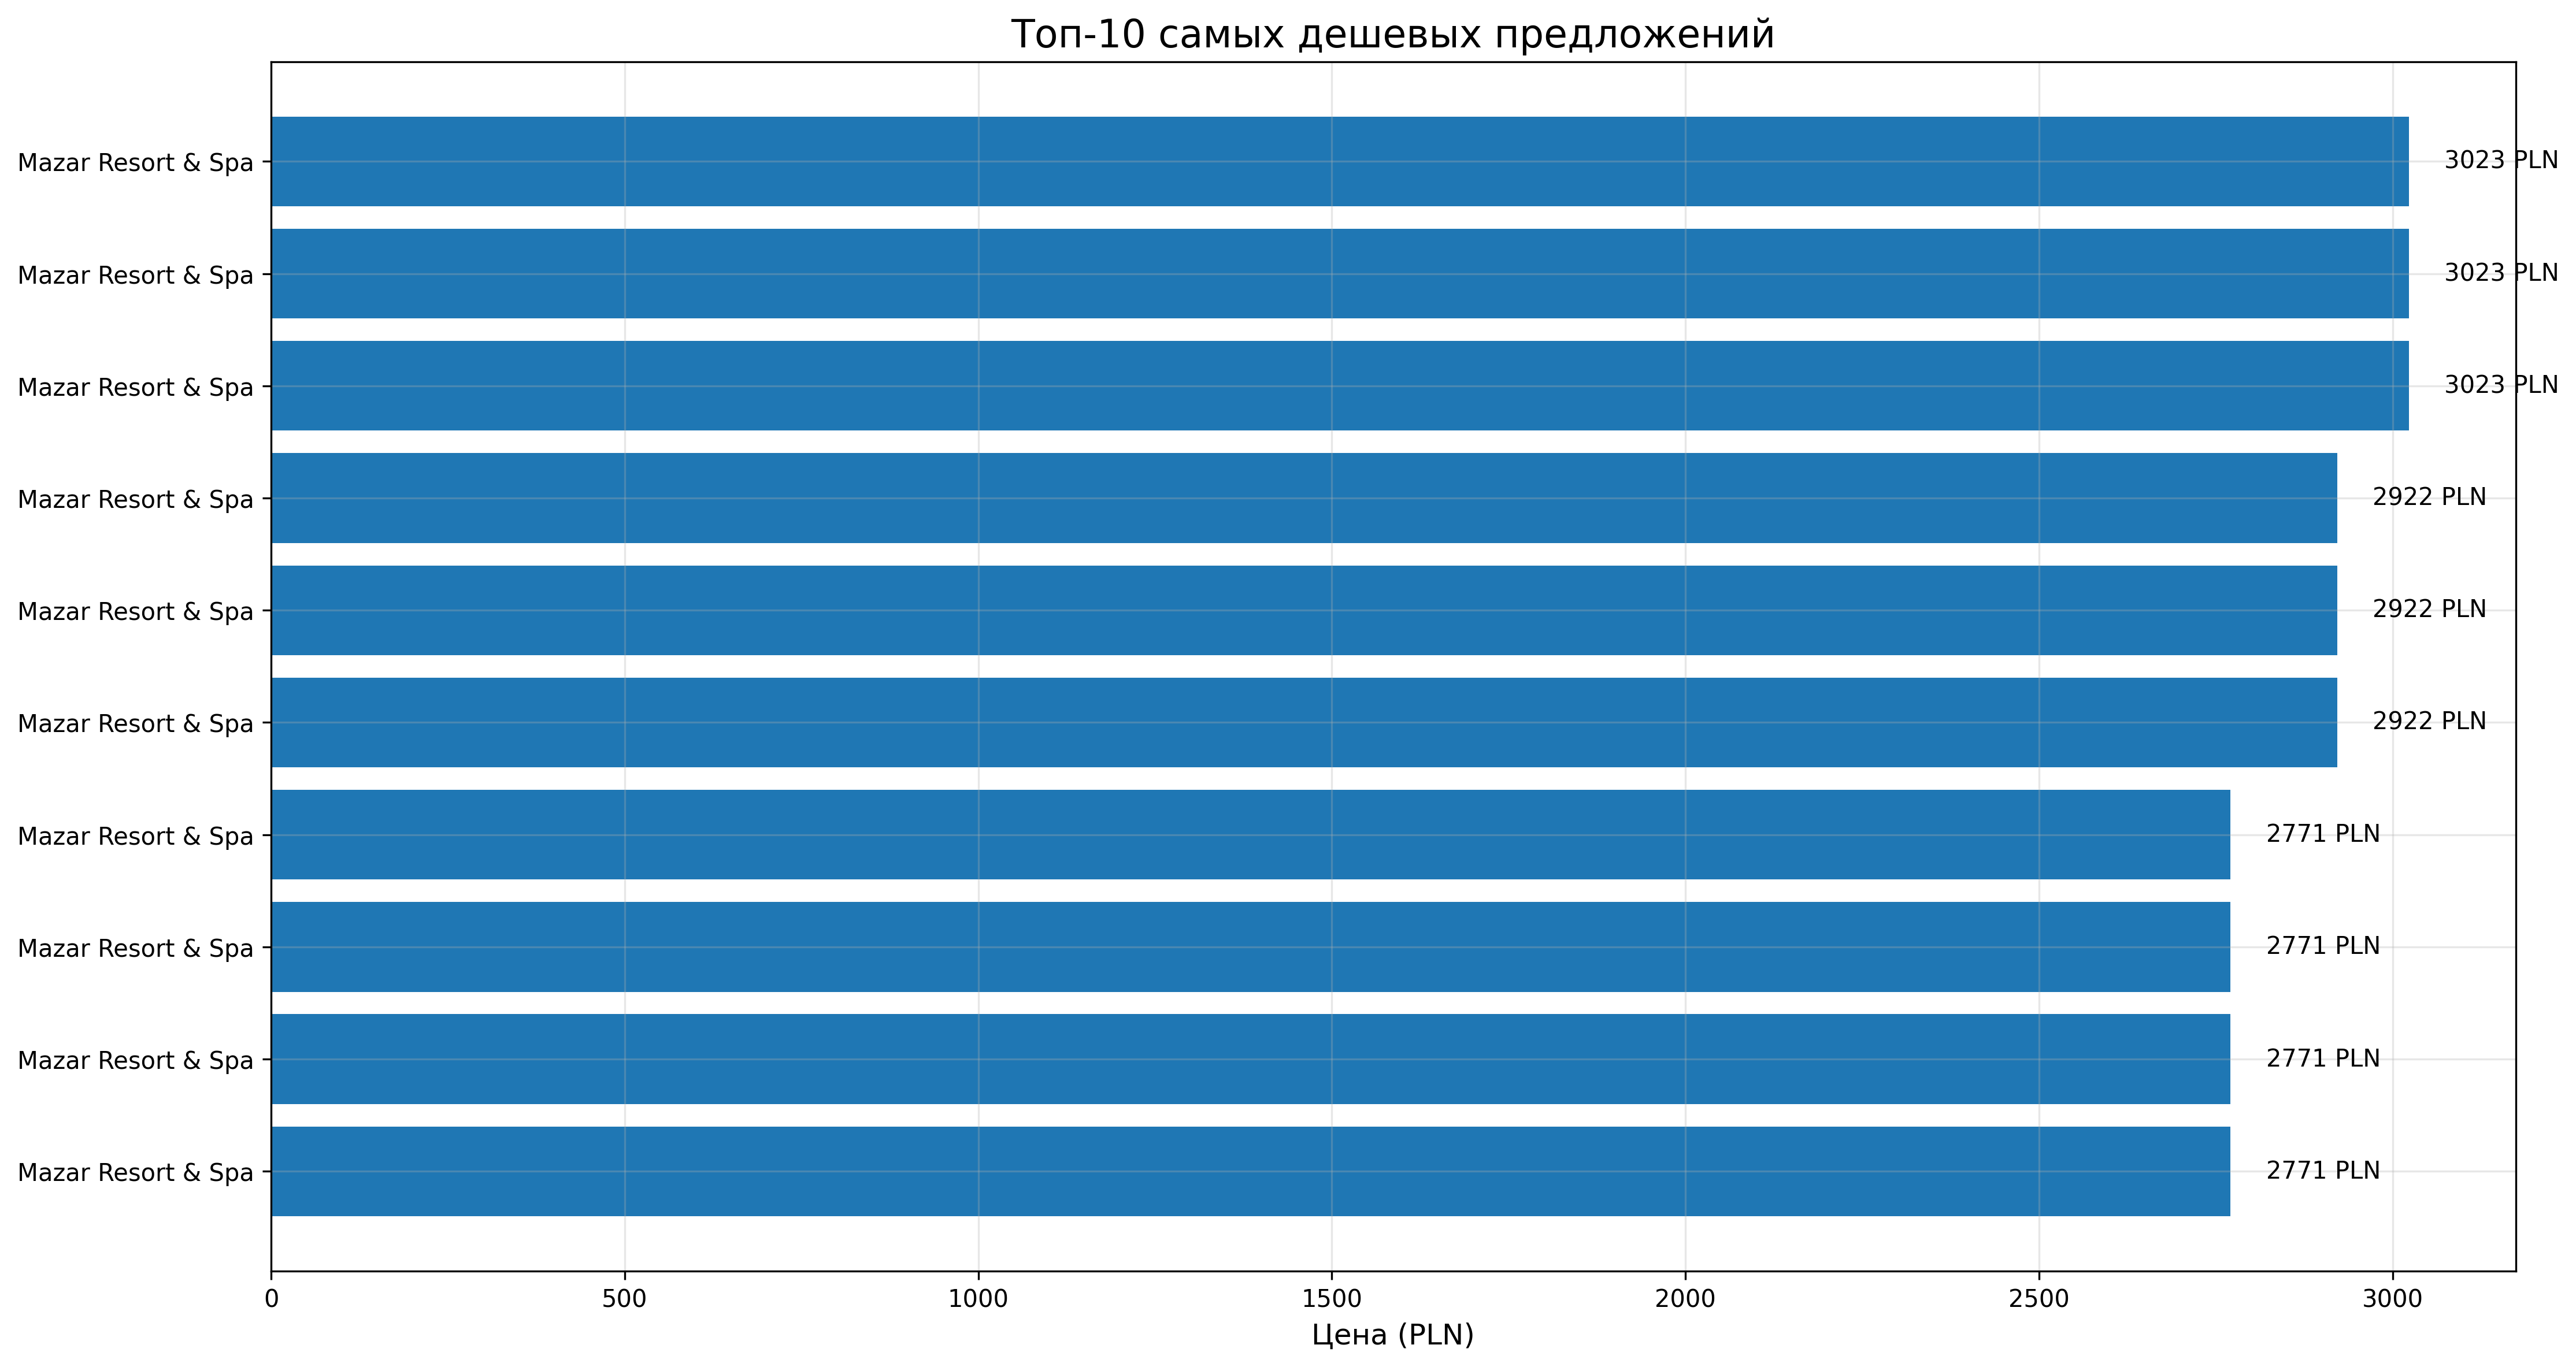 Топ-10 самых дешевых предложений
Mazar Resort & Spa 3023 PLN
Mazar Resort & Spa 3023 PLN
Mazar Resort & Spa 3023 PLN
Mazar Resort & Spa 2922 PLN
Mazar Resort & Spa 2922 PLN
Mazar Resort & Spa 2922 PLN
Mazar Resort & Spa 2771 PLN
Mazar Resort & Spa 2771 PLN
Mazar Resort & Spa 2771 PLN
Mazar Resort & Spa 2771 PLN
0 500 1000 1500 2000 2500 3000
Цена (PLN)